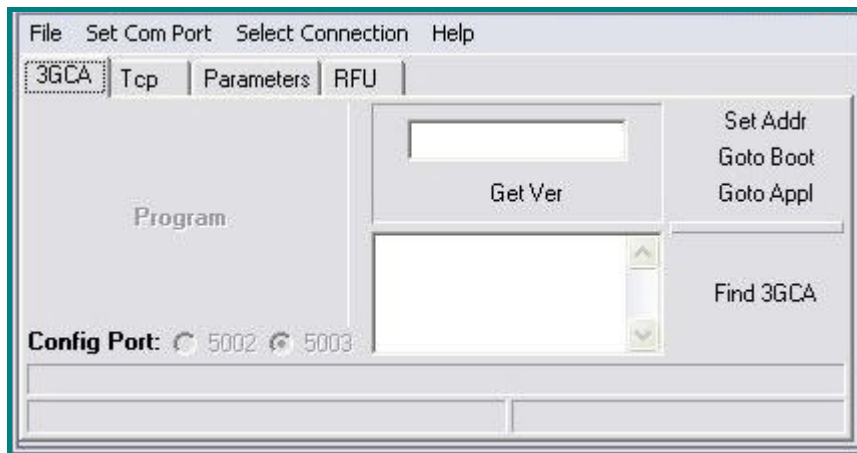 File Set Com Port Select Connection Help
3GCA Tcp Parameters RFU
Set Addr
Goto Boot
Get Ver Goto Appl
Program
Find 3GCA
Config Port: 5002 5003